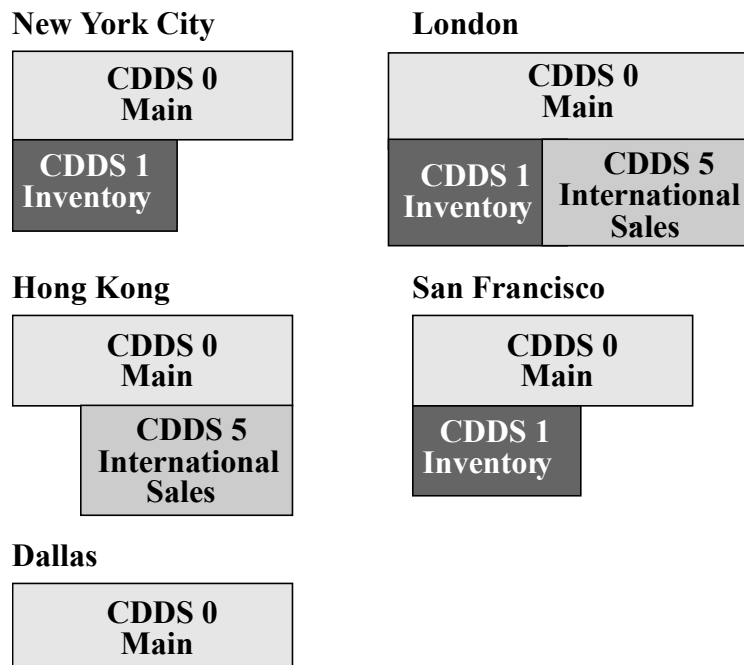 New York City
CDDS 0
Main
CDDS 1
Inventory
London
CDDS 0
Main
CDDS 1
Inventory
CDDS 5
International
Sales
Hong Kong
CDDS 0
Main
CDDS 5
International
Sales
San Francisco
CDDS 0
Main
CDDS 1
Inventory
Dallas
CDDS 0
Main